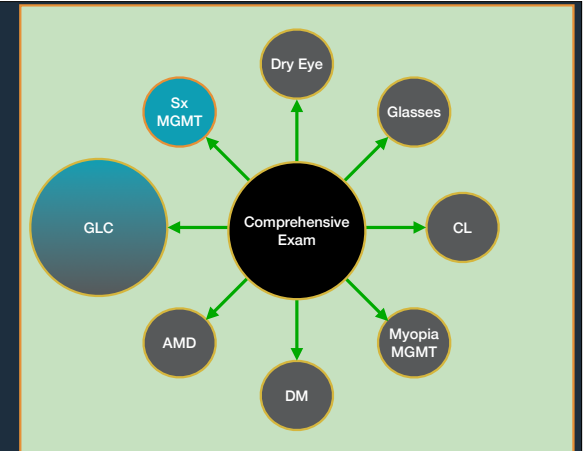 Dry Eye
Sx
MGMT
Glasses
Comprehensive
Exam
GLC
CL
AMD
Myopia
MGMT
DM